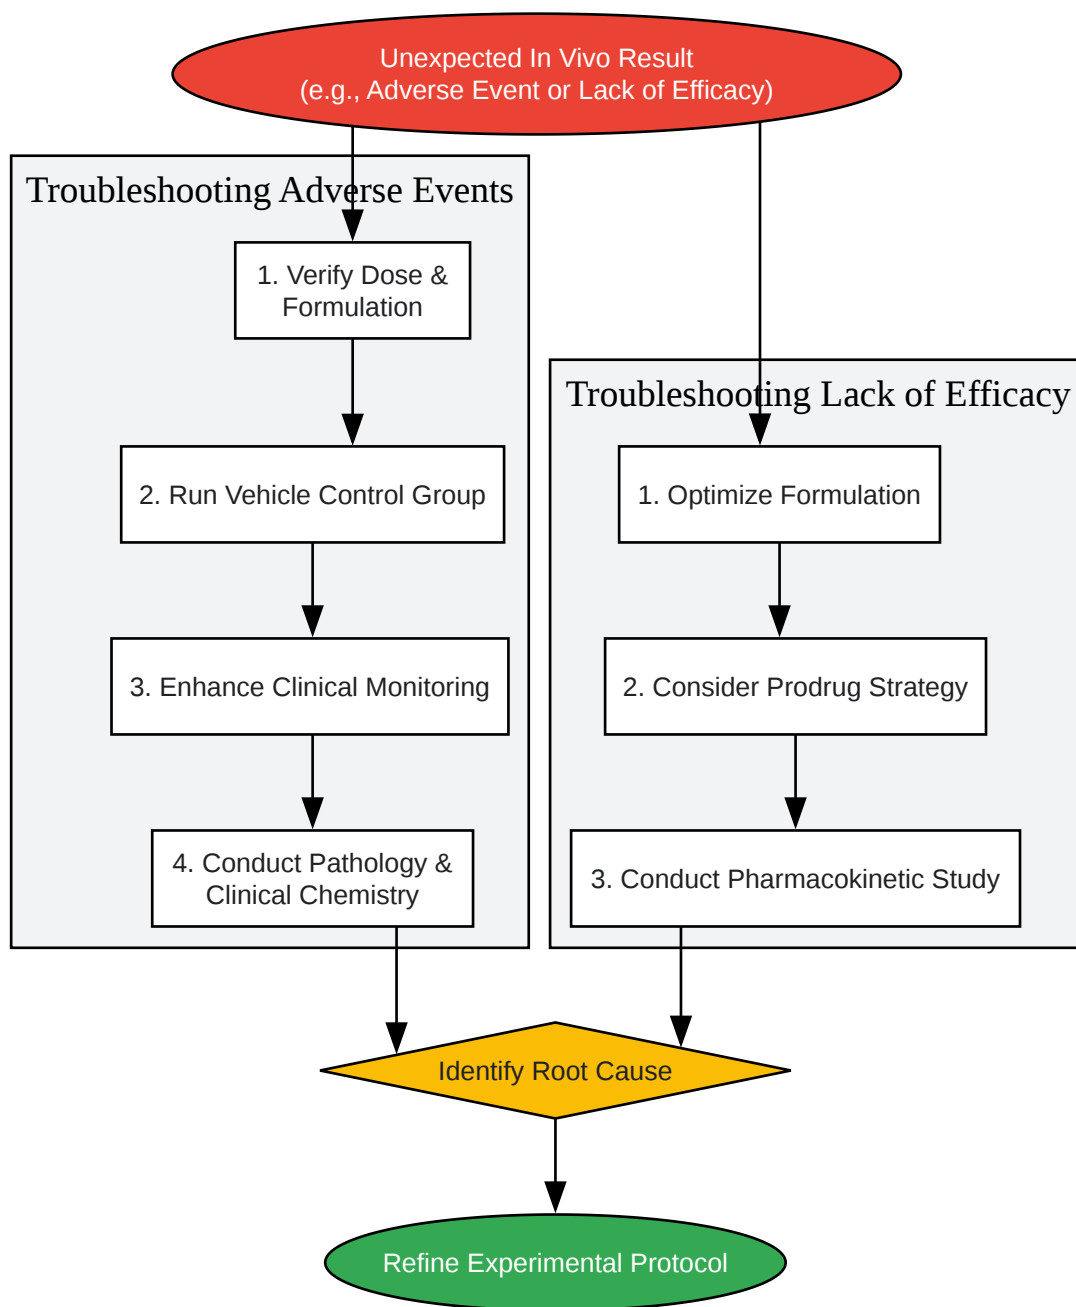 Unexpected In Vivo Result
(e.g., Adverse Event or Lack of Efficacy)
Troubleshooting Adverse Events
1. Verify Dose &
Formulation
2. Run Vehicle Control Group
3. Enhance Clinical Monitoring
4. Conduct Pathology &
Clinical Chemistry
Troubleshooting Lack of Efficacy
1. Optimize Formulation
2. Consider Prodrug Strategy
3. Conduct Pharmacokinetic Study
Identify Root Cause
Refine Experimental Protocol